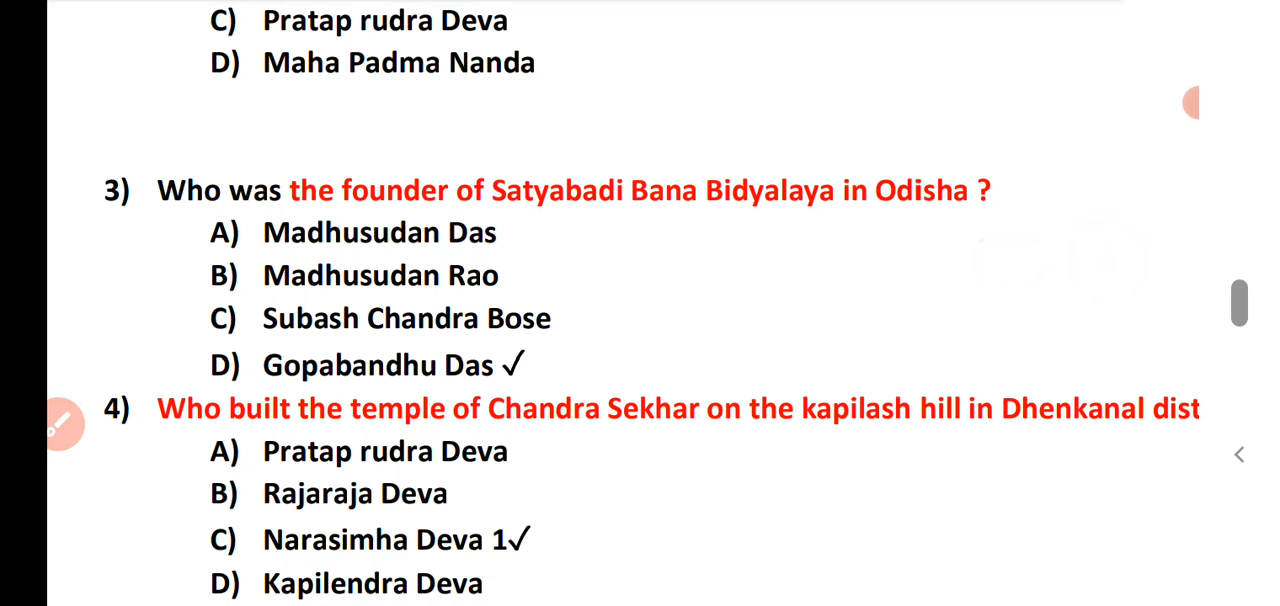 C) Pratap rudra Deva
D) Maha Padma Nanda
3) Who was the founder of Satyabadi Bana Bidyalaya in Odisha ?
A) Madhusudan Das
B) Madhusudan Rao
C) Subash Chandra Bose
D) Gopabandhu Das ✓
4) Who built the temple of Chandra Sekhar on the kapilash hill in Dhenkanal dist
A) Pratap rudra Deva
B) Rajaraja Deva
C) Narasimha Deva 1✓
D) Kapilendra Deva